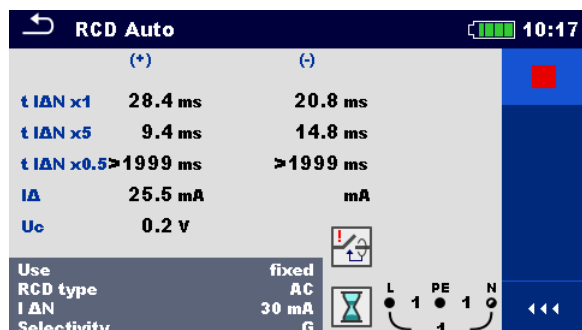 RCD Auto 10:17
(+) (-)
t IΔN x1 28.4 ms 20.8 ms
t IΔN x5 9.4 ms 14.8 ms
t IΔN x0.5 >1999 ms >1999 ms
IΔ 25.5 mA mA
Uc 0.2 V
Use fixed
RCD type AC
I ΔN 30 mA
Selectivity G
L PE N
1 1
1